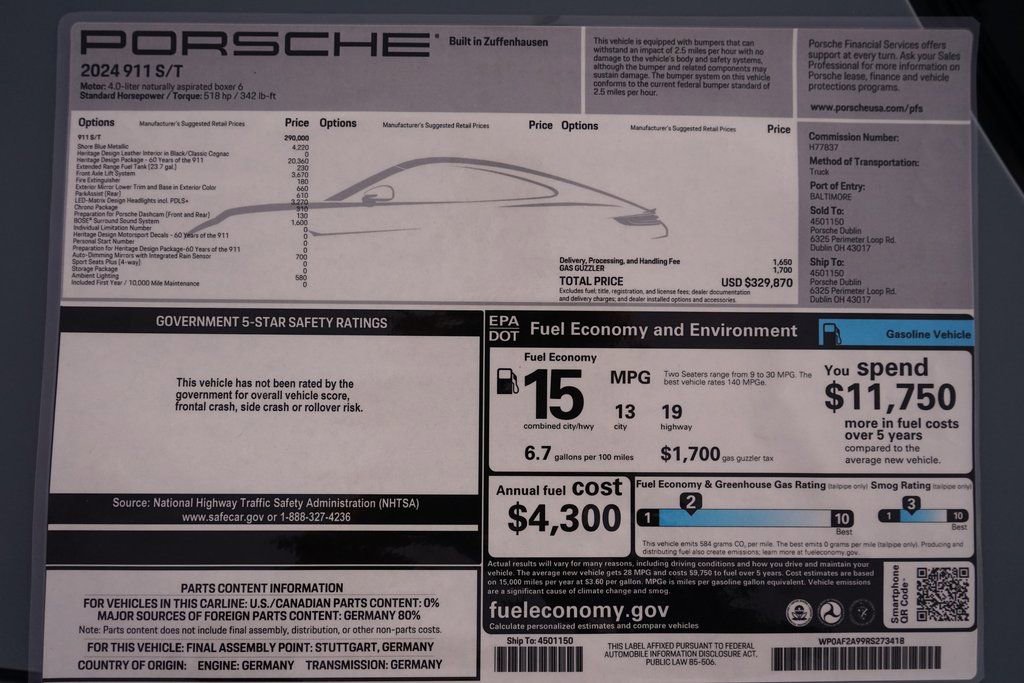 PORSCHE®
Built in Zuffenhausen
2024 911 S/T
Motor: 4.0-liter naturally aspirated boxer 6
Standard Horsepower / Torque: 518 hp / 342 lb-ft
This vehicle is equipped with bumpers that can
withstand an impact of 2.5 miles per hour with no
damage to the vehicle's body and safety systems,
although the bumper and related components may
sustain damage. The bumper system on this vehicle
conforms to the current federal bumper standard of
2.5 miles per hour.
Porsche Financial Services offers
support at every turn. Ask your Sales
Professional for more information on
Porsche lease, finance and vehicle
protections programs.
www.porscheusa.com/pfs
Options Manufacturer's Suggested Retail Prices Price Options Manufacturer's Suggested Retail Prices Price Options Manufacturer's Suggested Retail Prices Price
911 S/T 290,000
Shore Blue Metallic 4,220
Heritage Design Leather Interior in Black/Classic Cognac 0
Heritage Design Package - 60 Years of the 911 20,360
Extended Range Fuel Tank (23.7 gal.) 230
Front Axle Lift System 3,670
Fire Extinguisher 180
Exterior Mirror Lower Trim and Base in Exterior Color 660
ParkAssist (Rear) 610
LED-Matrix Design Headlights incl. PDLS+ 3,270
Chrono Package 310
Preparation for Porsche Dashcam (Front and Rear) 130
BOSE® Surround Sound System 1,600
Individual Limitation Number 0
Heritage Design Motorsport Decals - 60 Years of the 911 0
Personal Start Number 0
Preparation for Heritage Design Package-60 Years of the 911 0
Auto-Dimming Mirrors with Integrated Rain Sensor 700
Sport Seats Plus (4-way) 0
Storage Package 0
Ambient Lighting 580
Included First Year / 10,000 Mile Maintenance 0
Delivery, Processing, and Handling Fee 1,650
GAS GUZZLER 1,700
TOTAL PRICE USD $329,870
Excludes fuel; title, registration, and license fees; dealer documentation
and delivery charges; and dealer installed options and accessories.
Commission Number:
H77837
Method of Transportation:
Truck
Port of Entry:
BALTIMORE
Sold To:
4501150
Porsche Dublin
6325 Perimeter Loop Rd.
Dublin OH 43017
Ship To:
4501150
Porsche Dublin
6325 Perimeter Loop Rd.
Dublin OH 43017
GOVERNMENT 5-STAR SAFETY RATINGS
This vehicle has not been rated by the
government for overall vehicle score,
frontal crash, side crash or rollover risk.
Source: National Highway Traffic Safety Administration (NHTSA)
www.safecar.gov or 1-888-327-4236
PARTS CONTENT INFORMATION
FOR VEHICLES IN THIS CARLINE: U.S./CANADIAN PARTS CONTENT: 0%
MAJOR SOURCES OF FOREIGN PARTS CONTENT: GERMANY 80%
Note: Parts content does not include final assembly, distribution, or other non-parts costs.
FOR THIS VEHICLE: FINAL ASSEMBLY POINT: STUTTGART, GERMANY
COUNTRY OF ORIGIN: ENGINE: GERMANY TRANSMISSION: GERMANY
EPA
DOT
Fuel Economy and Environment
Gasoline Vehicle
Fuel Economy
15 MPG
combined city/hwy
13 city
19 highway
Two Seaters range from 9 to 30 MPG. The
best vehicle rates 140 MPGe.
6.7 gallons per 100 miles
$1,700 gas guzzler tax
You spend
$11,750
more in fuel costs
over 5 years
compared to the
average new vehicle.
Annual fuel cost
$4,300
Fuel Economy & Greenhouse Gas Rating (tailpipe only)
1 2 10
Best
Smog Rating (tailpipe only)
1 3 10
Best
This vehicle emits 584 grams CO₂ per mile. The best emits 0 grams per mile (tailpipe only). Producing and
distributing fuel also create emissions; learn more at fueleconomy.gov.
Actual results will vary for many reasons, including driving conditions and how you drive and maintain your
vehicle. The average new vehicle gets 28 MPG and costs $9,750 to fuel over 5 years. Cost estimates are based
on 15,000 miles per year at $3.60 per gallon. MPGe is miles per gasoline gallon equivalent. Vehicle emissions
are a significant cause of climate change and smog.
fueleconomy.gov
Calculate personalized estimates and compare vehicles
Smartphone
QR Code™
Ship To: 4501150
THIS LABEL AFFIXED PURSUANT TO FEDERAL
AUTOMOBILE INFORMATION DISCLOSURE ACT,
PUBLIC LAW 85-506.
WP0AF2A99RS273418